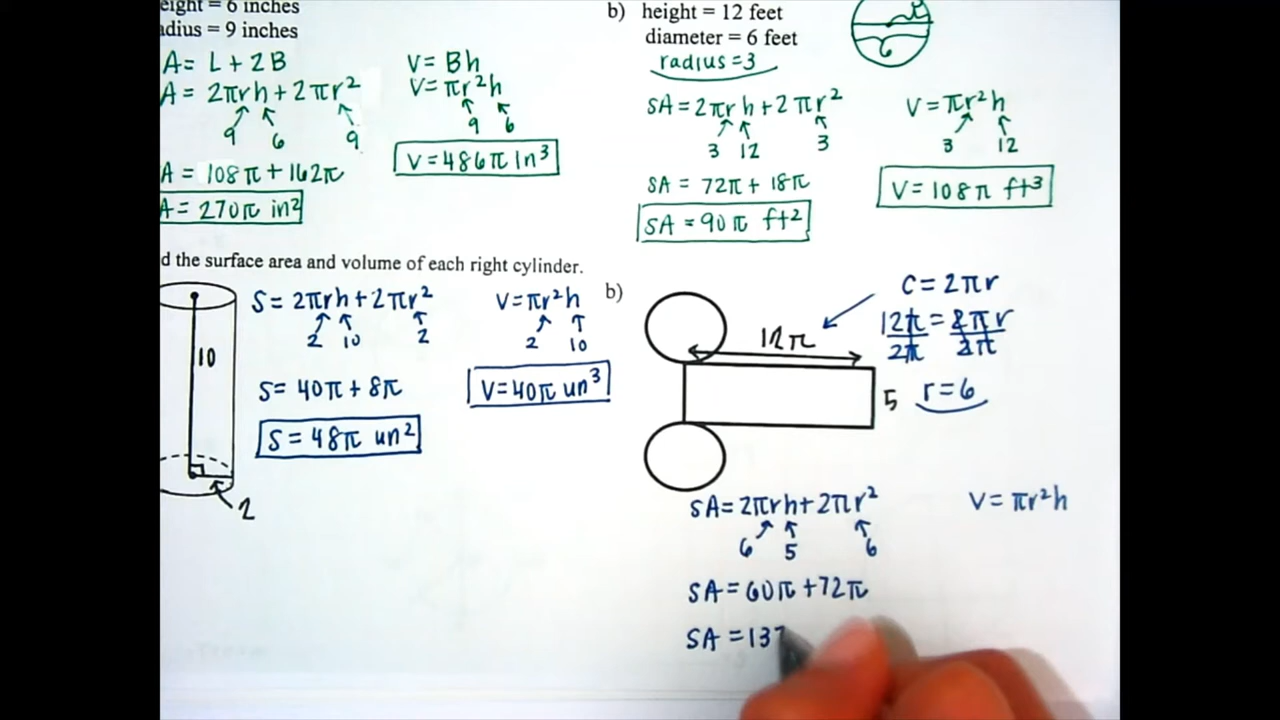 eight = 6 inches
adius = 9 inches
A = L + 2B
A = 2πrh + 2πr²
9 6 9
A = 108π + 162π
A = 270π in²
V = Bh
V = πr²h
9 6
V = 486π in³
b) height = 12 feet
diameter = 6 feet
radius = 3
6
SA = 2πrh + 2πr²
3 12 3
SA = 72π + 18π
SA = 90π ft²
V = πr²h
3 12
V = 108π ft³
d the surface area and volume of each right cylinder.
10
2
S = 2πrh + 2πr²
2 10 2
S = 40π + 8π
S = 48π un²
V = πr²h
2 10
V = 40π un³
b)
12π
5
C = 2πr
12π = 2πr
2π 2π
r = 6
SA = 2πrh + 2πr²
6 5 6
SA = 60π + 72π
SA = 13
V = πr²h